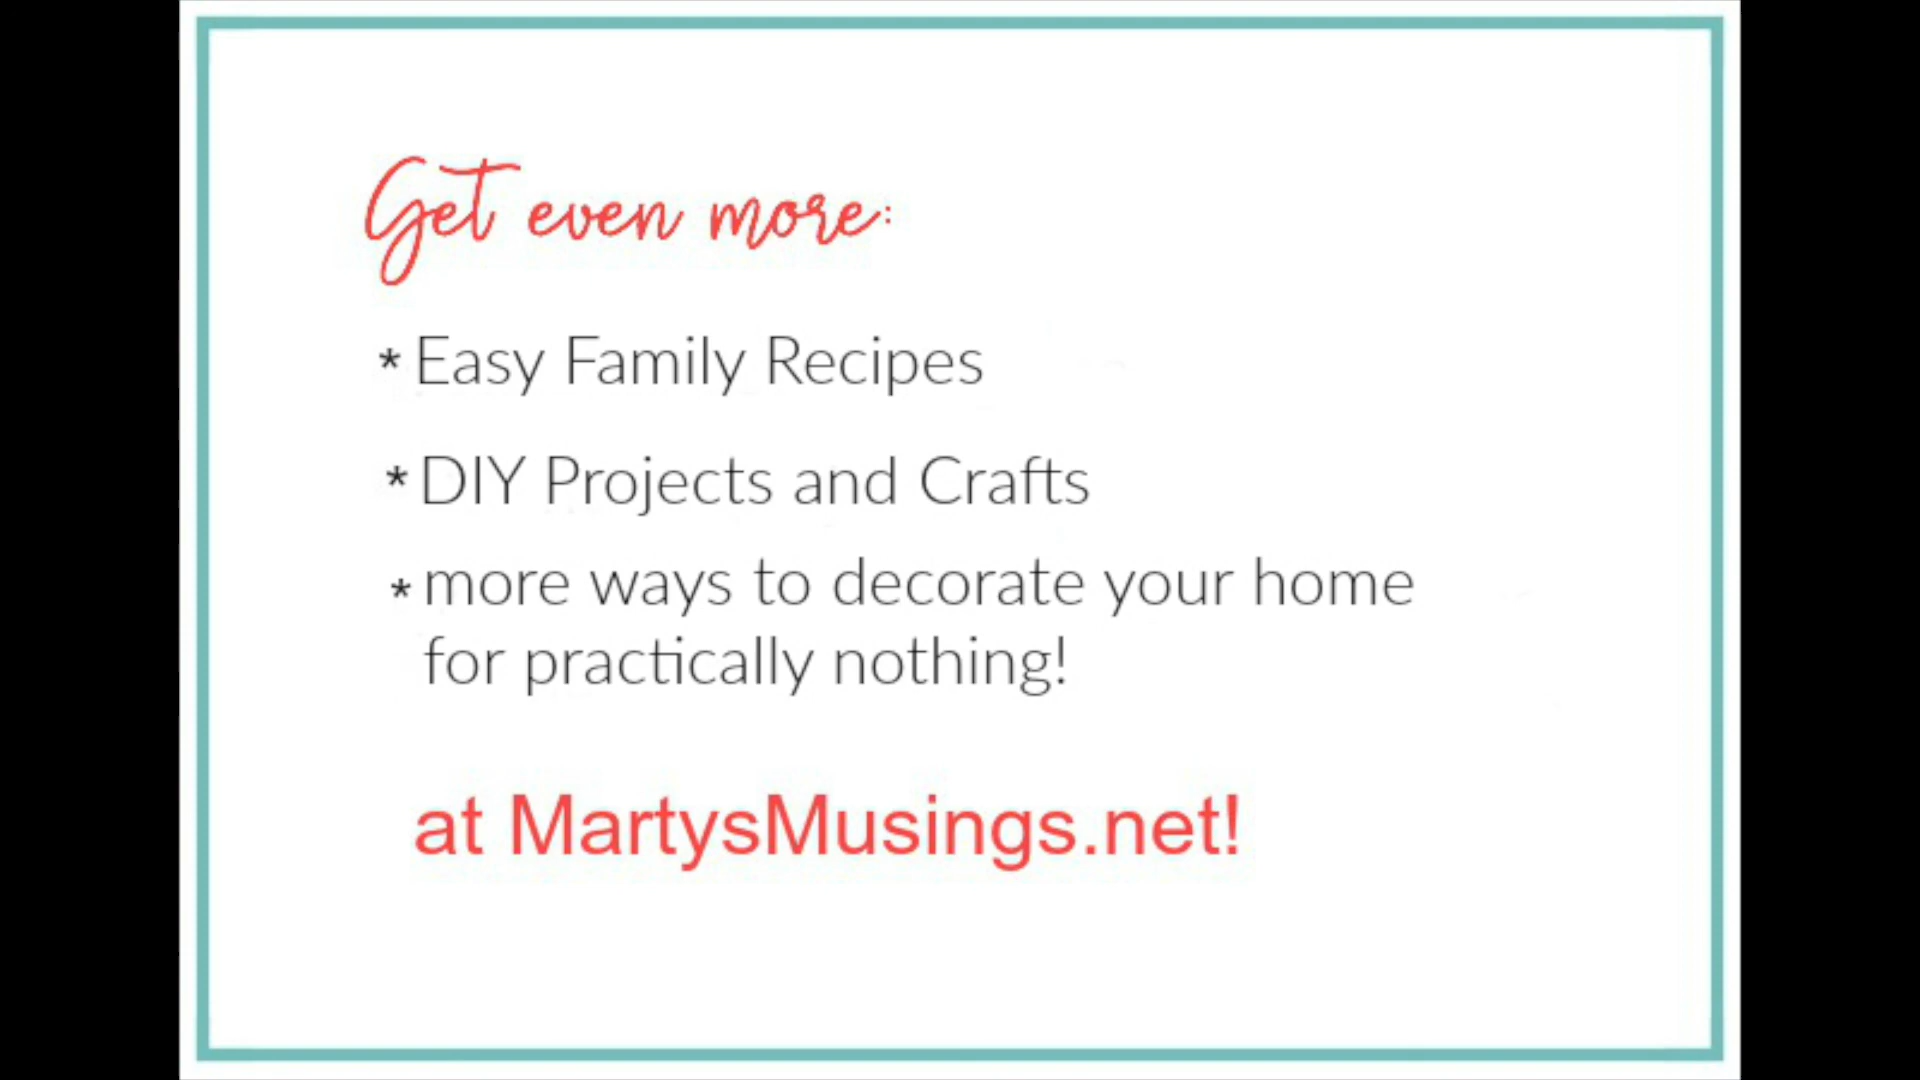 Get even more:
* Easy Family Recipes
* DIY Projects and Crafts
* more ways to decorate your home
for practically nothing!
at MartysMusings.net!